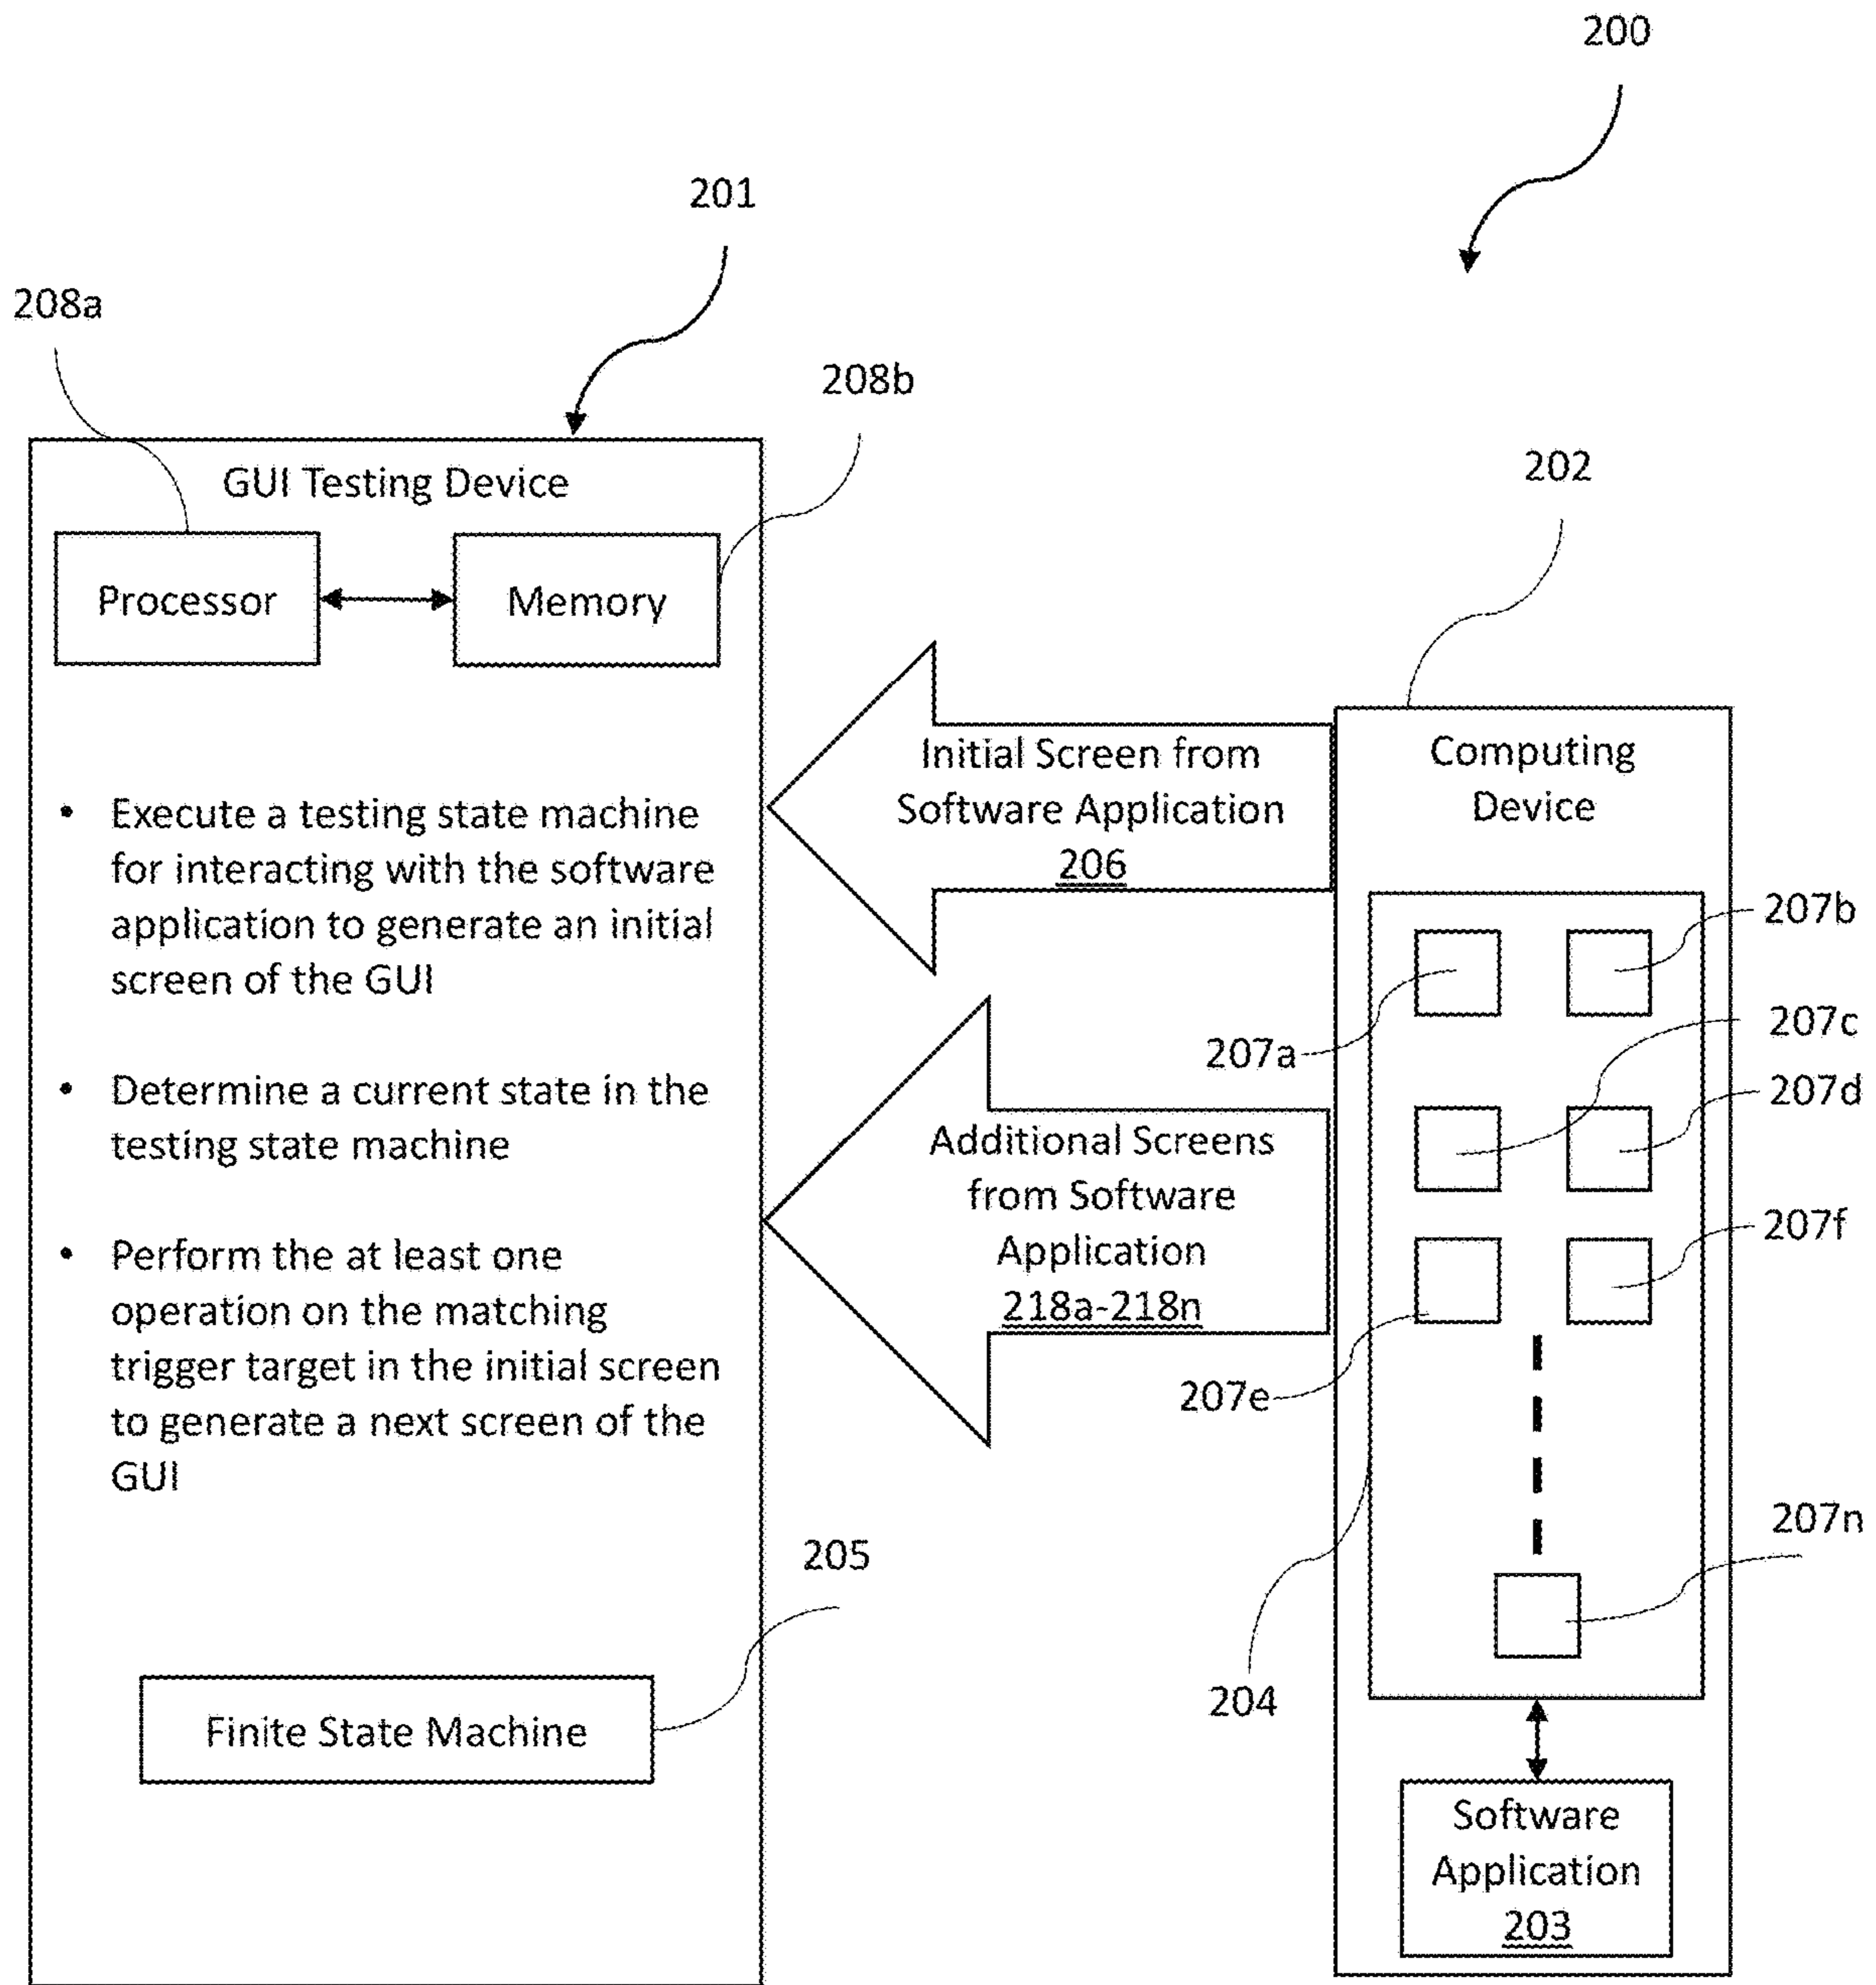 200
201
208a
208b
GUI Testing Device
Processor
Memory
• Execute a testing state machine
for interacting with the software
application to generate an initial
screen of the GUI
• Determine a current state in the
testing state machine
• Perform the at least one
operation on the matching
trigger target in the initial screen
to generate a next screen of the
GUI
205
Finite State Machine
Initial Screen from
Software Application
206
Additional Screens
from Software
Application
218a-218n
202
Computing
Device
207b
207a
207c
207d
207f
207e
207n
204
Software
Application
203